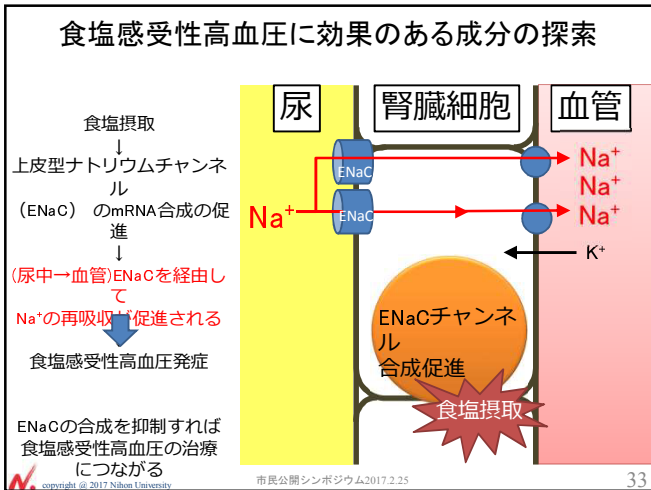 食塩感受性高血圧に効果のある成分の探索
食塩摂取
↓
上皮型ナトリウムチャンネ
ル
（ENaC） のmRNA合成の促
進
↓
(尿中→血管)ENaCを経由し
て
Na⁺の再吸収が促進される
食塩感受性高血圧発症
ENaCの合成を抑制すれば
食塩感受性高血圧の治療
につながる
尿
腎臓細胞
血管
ENaC
ENaC
Na⁺
Na⁺
Na⁺
Na⁺
K⁺
ENaCチャンネ
ル
合成促進
食塩摂取
copyright @ 2017 Nihon University
市民公開シンポジウム2017.2.25
33